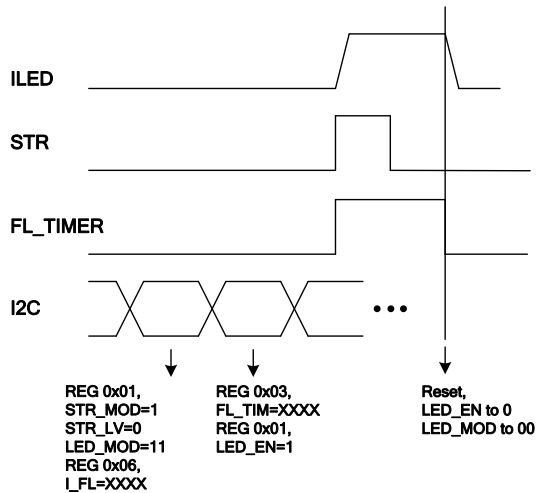 ILED
STR
FL_TIMER
I2C
REG 0x01,
STR_MOD=1
STR_LV=0
LED_MOD=11
REG 0x06,
I_FL=XXXX
REG 0x03,
FL_TIM=XXXX
REG 0x01,
LED_EN=1
Reset,
LED_EN to 0
LED_MOD to 00